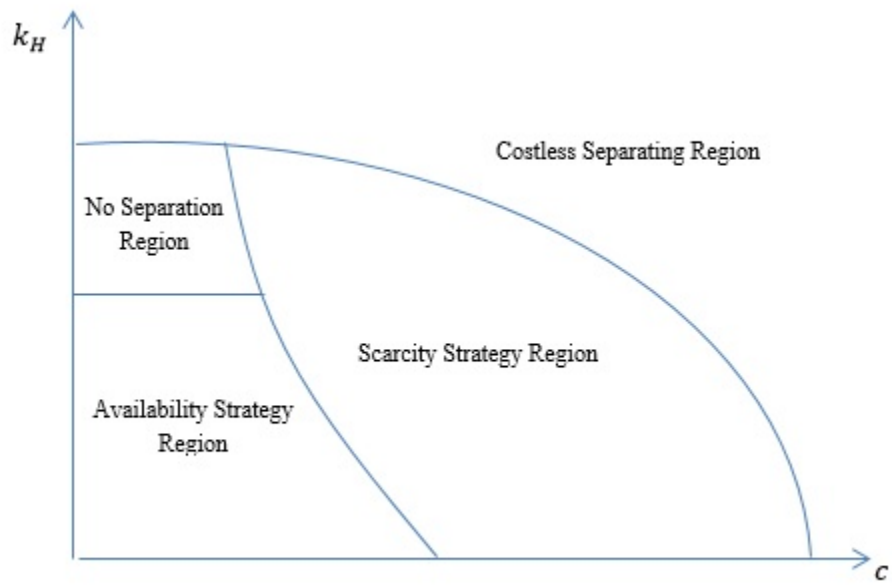 k_H
Costless Separating Region
No Separation
Region
Scarcity Strategy Region
Availability Strategy
Region
c